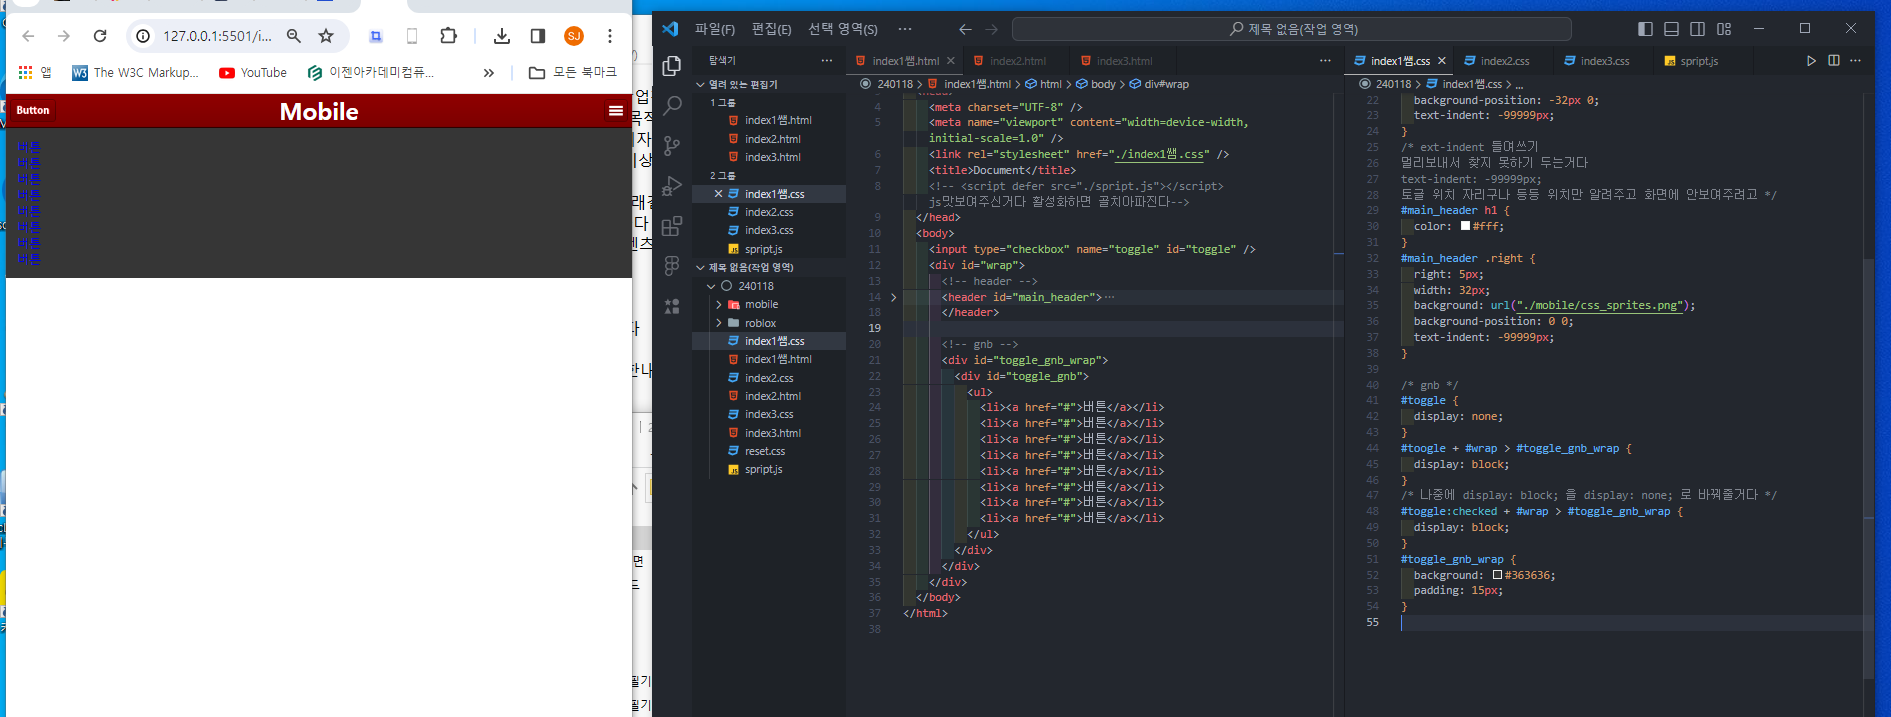 127.0.0.1:5501/i...
SJ
앱
The W3C Markup...
YouTube
이젠아카데미컴퓨...
»
모든 북마크
Button
Mobile
버튼
버튼
버튼
버튼
버튼
버튼
버튼
버튼
파일(F) 편집(E) 선택 영역(S) ···
제목 없음(작업 영역)
탐색기
열려 있는 편집기
1 그룹
index1쌤.html
index2.html
index3.html
2 그룹
index1쌤.css
index2.css
index3.css
spript.js
제목 없음(작업 영역)
240118
mobile
roblox
index1쌤.css
index1쌤.html
index2.css
index2.html
index3.css
index3.html
reset.css
spript.js
index1쌤.html index2.html index3.html
240118 > index1쌤.html > html > body > div#wrap
4 <meta charset="UTF-8" />
5 <meta name="viewport" content="width=device-width,
initial-scale=1.0" />
6 <link rel="stylesheet" href="./index1쌤.css" />
7 <title>Document</title>
8 <!-- <script defer src="./spript.js"></script>
js맛보여주신거다 활성화하면 골치아파진다-->
9 </head>
10 <body>
11 <input type="checkbox" name="toggle" id="toggle" />
12 <div id="wrap">
13 <!-- header -->
14 <header id="main_header">···
18 </header>
19
20 <!-- gnb -->
21 <div id="toggle_gnb_wrap">
22 <div id="toggle_gnb">
23 <ul>
24 <li><a href="#">버튼</a></li>
25 <li><a href="#">버튼</a></li>
26 <li><a href="#">버튼</a></li>
27 <li><a href="#">버튼</a></li>
28 <li><a href="#">버튼</a></li>
29 <li><a href="#">버튼</a></li>
30 <li><a href="#">버튼</a></li>
31 <li><a href="#">버튼</a></li>
32 </ul>
33 </div>
34 </div>
35 </div>
36 </body>
37 </html>
38
index1쌤.css index2.css index3.css spript.js
240118 > index1쌤.css > ...
22 background-position: -32px 0;
23 text-indent: -99999px;
24 }
25 /* ext-indent 들여쓰기
26 멀리보내서 찾지 못하기 두는거다
27 text-indent: -99999px;
28 토글 위치 자리구나 등등 위치만 알려주고 화면에 안보여주려고 */
29 #main_header h1 {
30 color: #fff;
31 }
32 #main_header .right {
33 right: 5px;
34 width: 32px;
35 background: url("./mobile/css_sprites.png");
36 background-position: 0 0;
37 text-indent: -99999px;
38 }
39
40 /* gnb */
41 #toggle {
42 display: none;
43 }
44 #toogle + #wrap > #toggle_gnb_wrap {
45 display: block;
46 }
47 /* 나중에 display: block; 을 display: none; 로 바꿔줄거다 */
48 #toggle:checked + #wrap > #toggle_gnb_wrap {
49 display: block;
50 }
51 #toggle_gnb_wrap {
52 background: #363636;
53 padding: 15px;
54 }
55